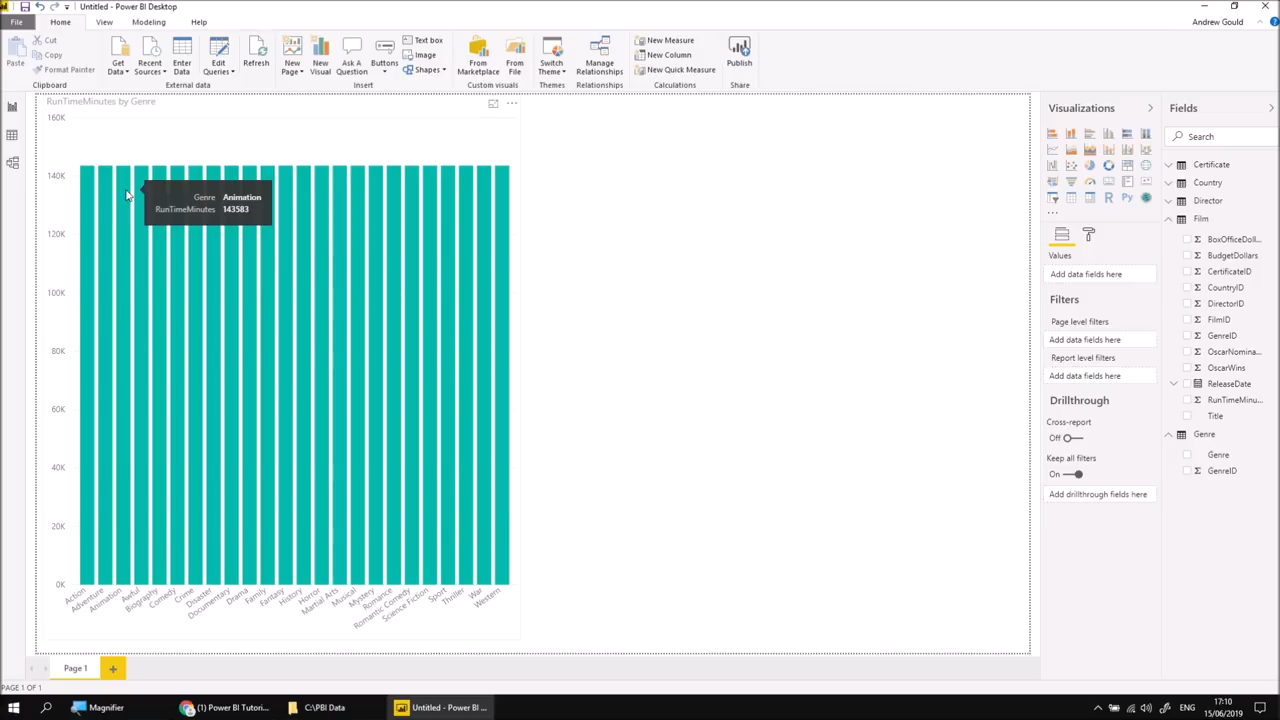 Untitled - Power BI Desktop
File
Home
View
Modeling
Help
Andrew Gould
Paste
Cut
Copy
Format Painter
Clipboard
Get Data
Recent Sources
Enter Data
Edit Queries
External data
Refresh
New Page
New Visual
Ask A Question
Buttons
Text box
Image
Shapes
Insert
From Marketplace
From File
Custom visuals
Switch Theme
Themes
Manage Relationships
Relationships
New Measure
New Column
New Quick Measure
Calculations
Publish
Share
RunTimeMinutes by Genre
160K
140K
120K
100K
80K
60K
40K
20K
0K
Genre Animation
RunTimeMinutes 143583
Action
Adventure
Animation
Awful
Biography
Comedy
Crime
Disaster
Documentary
Drama
Family
Fantasy
History
Horror
Martial Arts
Musical
Mystery
Romance
Romantic Comedy
Science Fiction
Sport
Thriller
War
Western
Visualizations
R
Py
Values
Add data fields here
Filters
Page level filters
Add data fields here
Report level filters
Add data fields here
Drillthrough
Cross-report
Off
Keep all filters
On
Add drillthrough fields here
Fields
Search
Certificate
Country
Director
Film
Σ BoxOfficeDoll...
Σ BudgetDollars
Σ CertificateID
Σ CountryID
Σ DirectorID
Σ FilmID
Σ GenreID
Σ OscarNomina...
Σ OscarWins
ReleaseDate
Σ RunTimeMinu...
Title
Genre
Genre
Σ GenreID
Page 1
PAGE 1 OF 1
Magnifier
(1) Power BI Tutori...
C:\PBI Data
Untitled - Power BI ...
ENG
17:10
15/06/2019